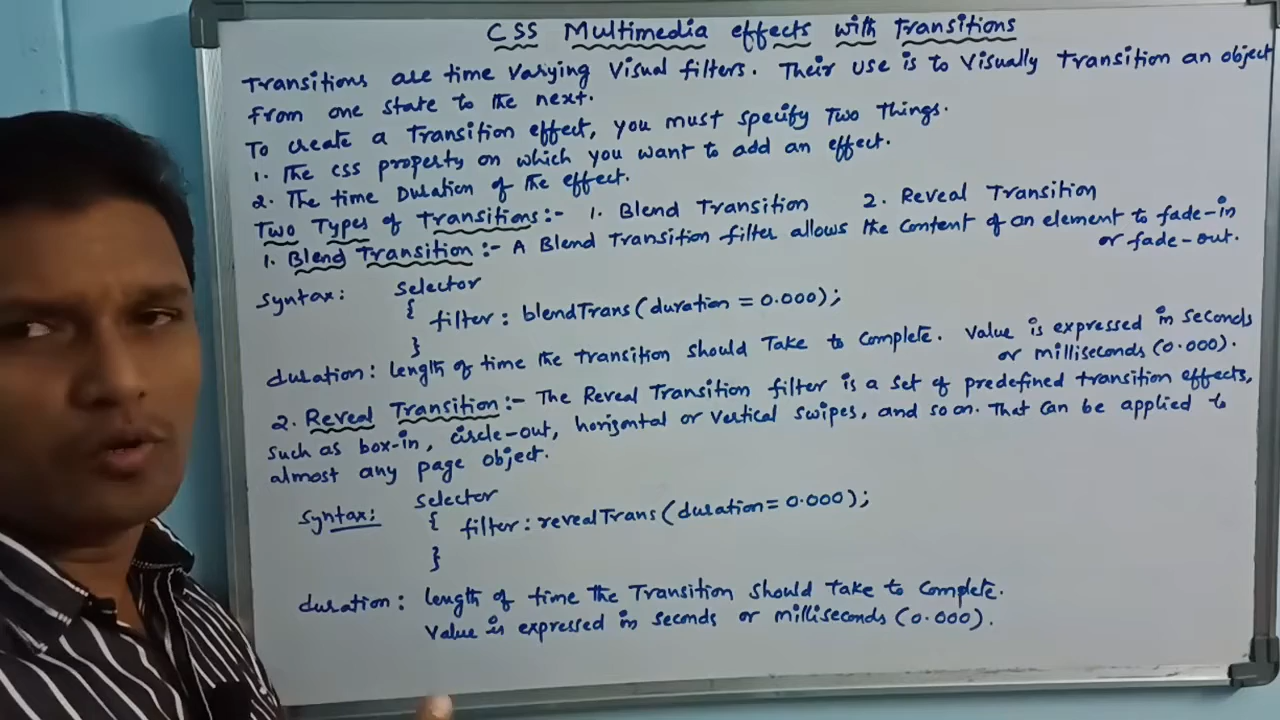 CSS Multimedia effects with Transitions
Transitions are time varying visual filters. Their use is to visually transition an object
from one state to the next.
To create a Transition effect, you must specify Two Things.
1. The css property on which you want to add an effect.
2. The time Duration of the effect.
Two Types of Transitions:- 1. Blend Transition 2. Reveal Transition
1. Blend Transition:- A Blend Transition filter allows the content of an element to fade-in
or fade-out.
Syntax: Selector
{
filter: blendTrans(duration = 0.000);
}
duration: length of time the transition should Take to complete. Value is expressed in seconds
or milliseconds (0.000).
2. Reveal Transition:- The Reveal Transition filter is a set of predefined transition effects,
such as box-in, circle-out, horizontal or vertical swipes, and so on. That can be applied to
almost any page object.
Syntax: Selector
{
filter: revealTrans(duration = 0.000);
}
duration: length of time the Transition should Take to complete.
Value is expressed in seconds or milliseconds (0.000).